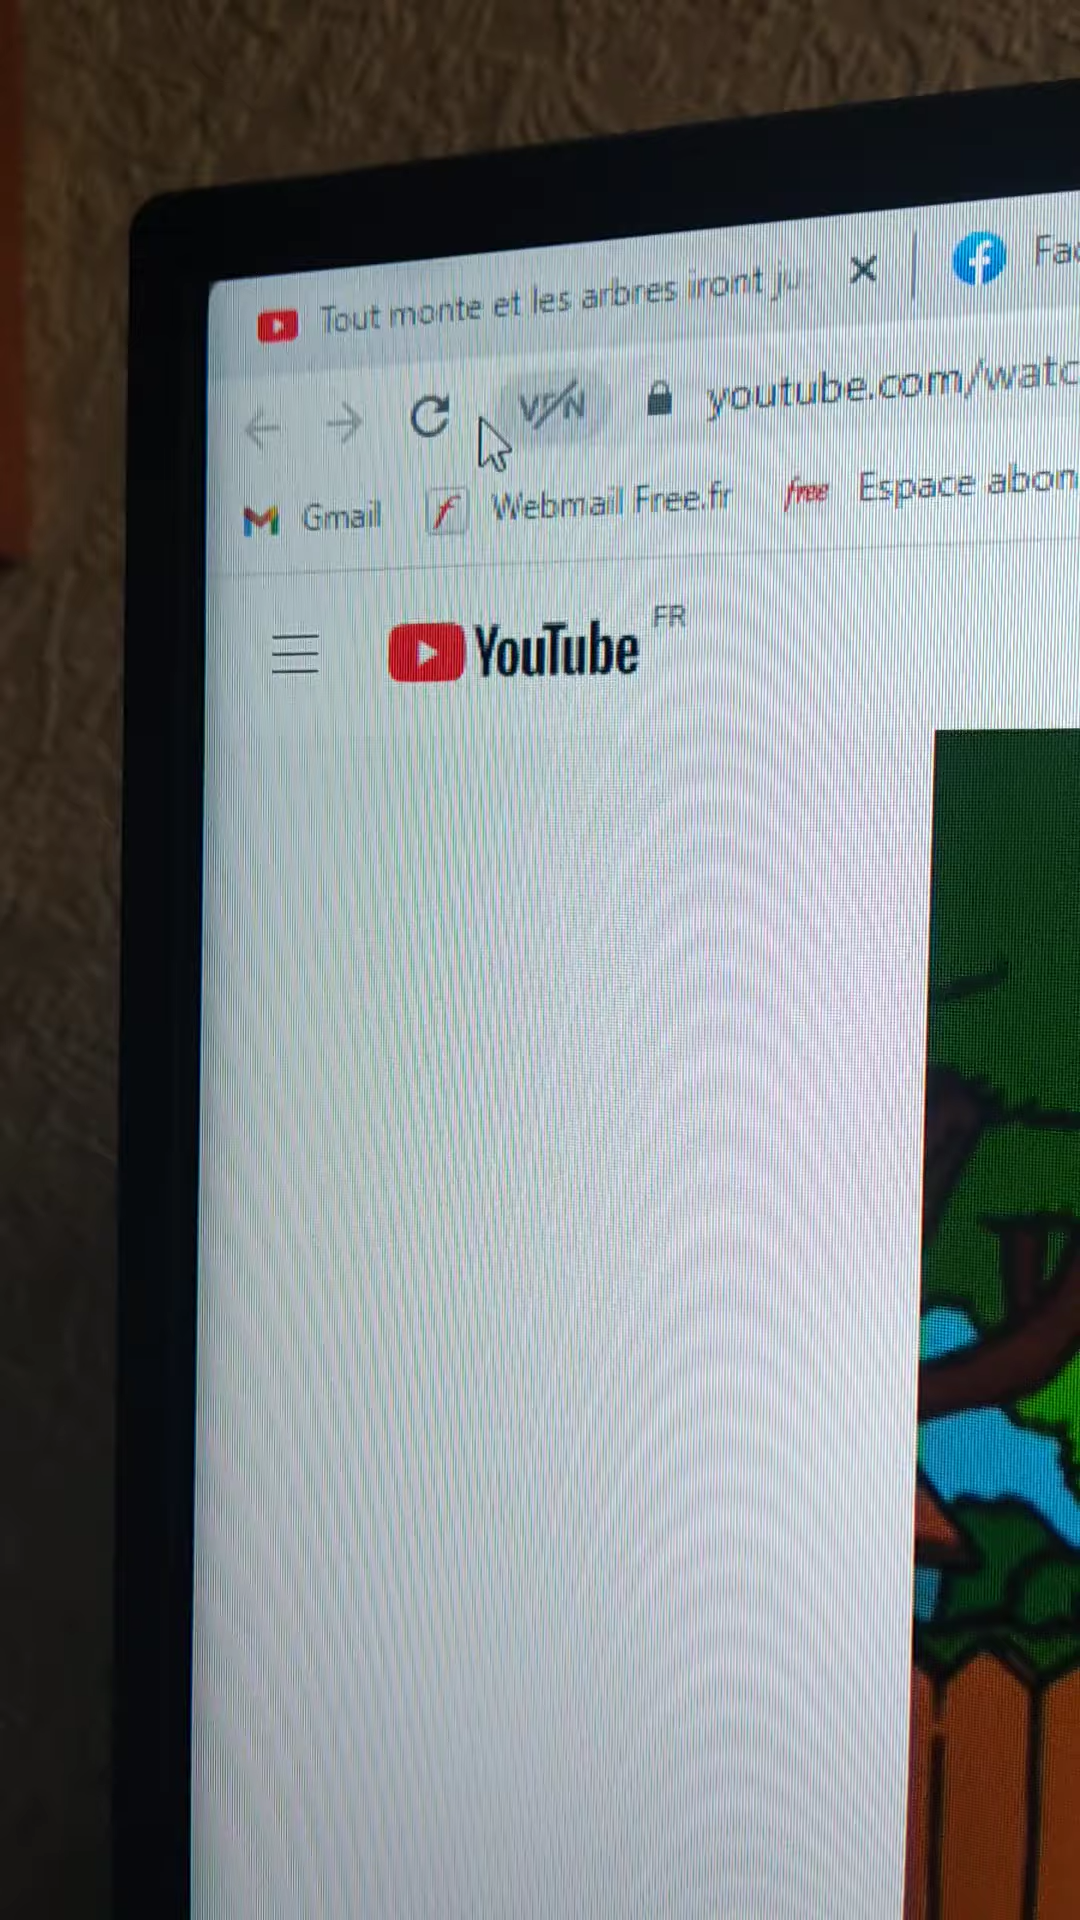 Tout monte et les arbres iront ju
VPN
youtube.com/watc
Gmail
Webmail Free.fr
free
Espace abon
YouTube FR